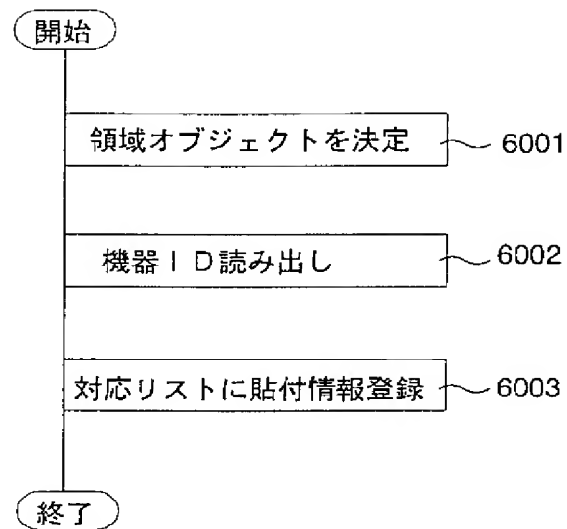 開始
領域オブジェクトを決定
6001
機器ID読み出し
6002
対応リストに貼付情報登録
6003
終了